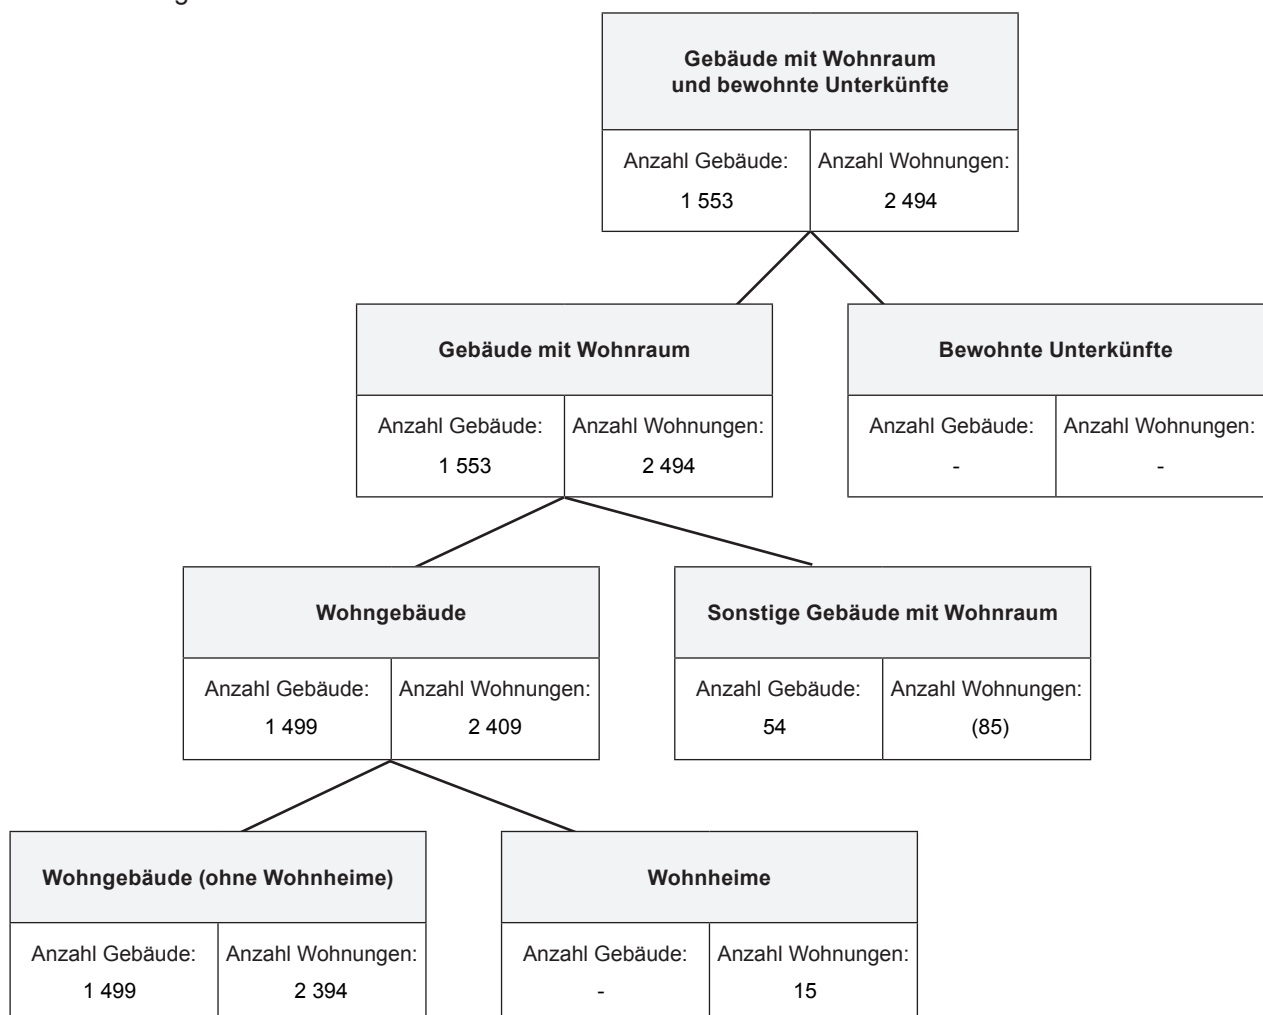 Gebäude mit Wohnraum
und bewohnte Unterkünfte
Anzahl Gebäude: Anzahl Wohnungen:
1 553 2 494
Gebäude mit Wohnraum
Anzahl Gebäude: Anzahl Wohnungen:
1 553 2 494
Bewohnte Unterkünfte
Anzahl Gebäude: Anzahl Wohnungen:
- -
Wohngebäude
Anzahl Gebäude: Anzahl Wohnungen:
1 499 2 409
Sonstige Gebäude mit Wohnraum
Anzahl Gebäude: Anzahl Wohnungen:
54 (85)
Wohngebäude (ohne Wohnheime)
Anzahl Gebäude: Anzahl Wohnungen:
1 499 2 394
Wohnheime
Anzahl Gebäude: Anzahl Wohnungen:
- 15